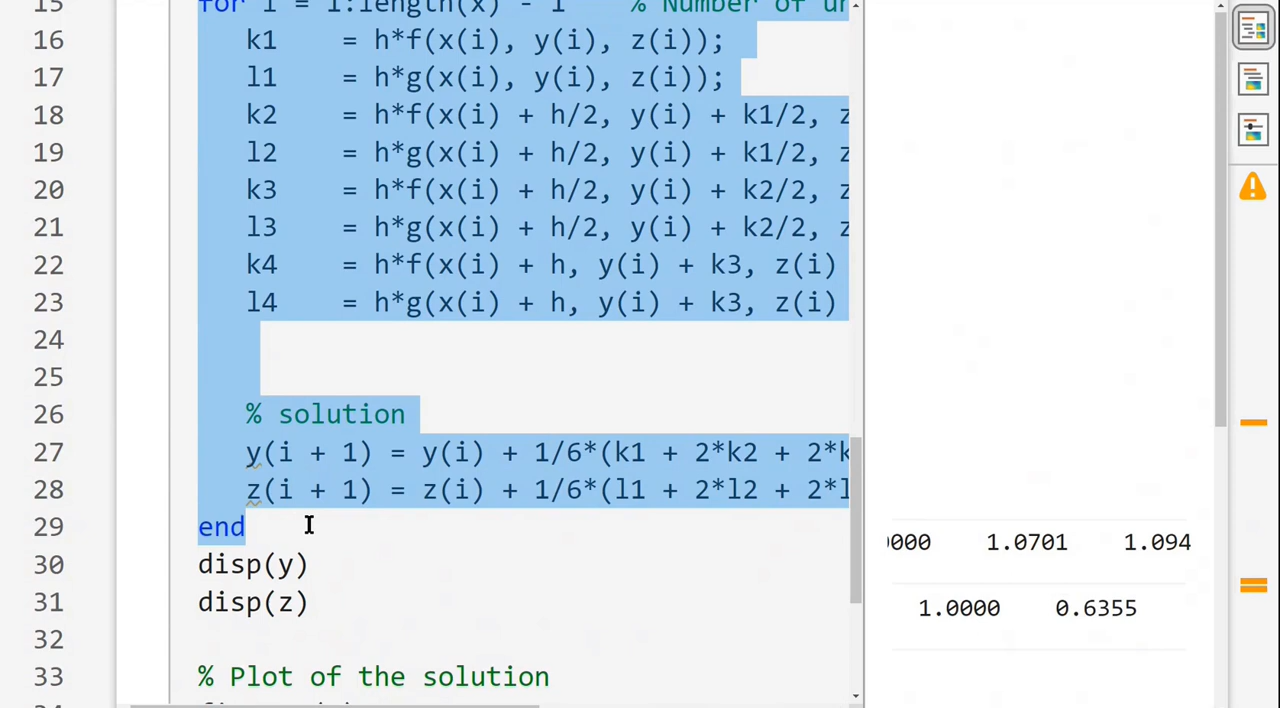 15 for i = 1:length(x) - 1 % Number of un
16 k1 = h*f(x(i), y(i), z(i));
17 l1 = h*g(x(i), y(i), z(i));
18 k2 = h*f(x(i) + h/2, y(i) + k1/2, z
19 l2 = h*g(x(i) + h/2, y(i) + k1/2, z
20 k3 = h*f(x(i) + h/2, y(i) + k2/2, z
21 l3 = h*g(x(i) + h/2, y(i) + k2/2, z
22 k4 = h*f(x(i) + h, y(i) + k3, z(i)
23 l4 = h*g(x(i) + h, y(i) + k3, z(i)
24
25
26 % solution
27 y(i + 1) = y(i) + 1/6*(k1 + 2*k2 + 2*k
28 z(i + 1) = z(i) + 1/6*(l1 + 2*l2 + 2*l
29 end
30 disp(y)
31 disp(z)
32
33 % Plot of the solution
0000 1.0701 1.094
1.0000 0.6355